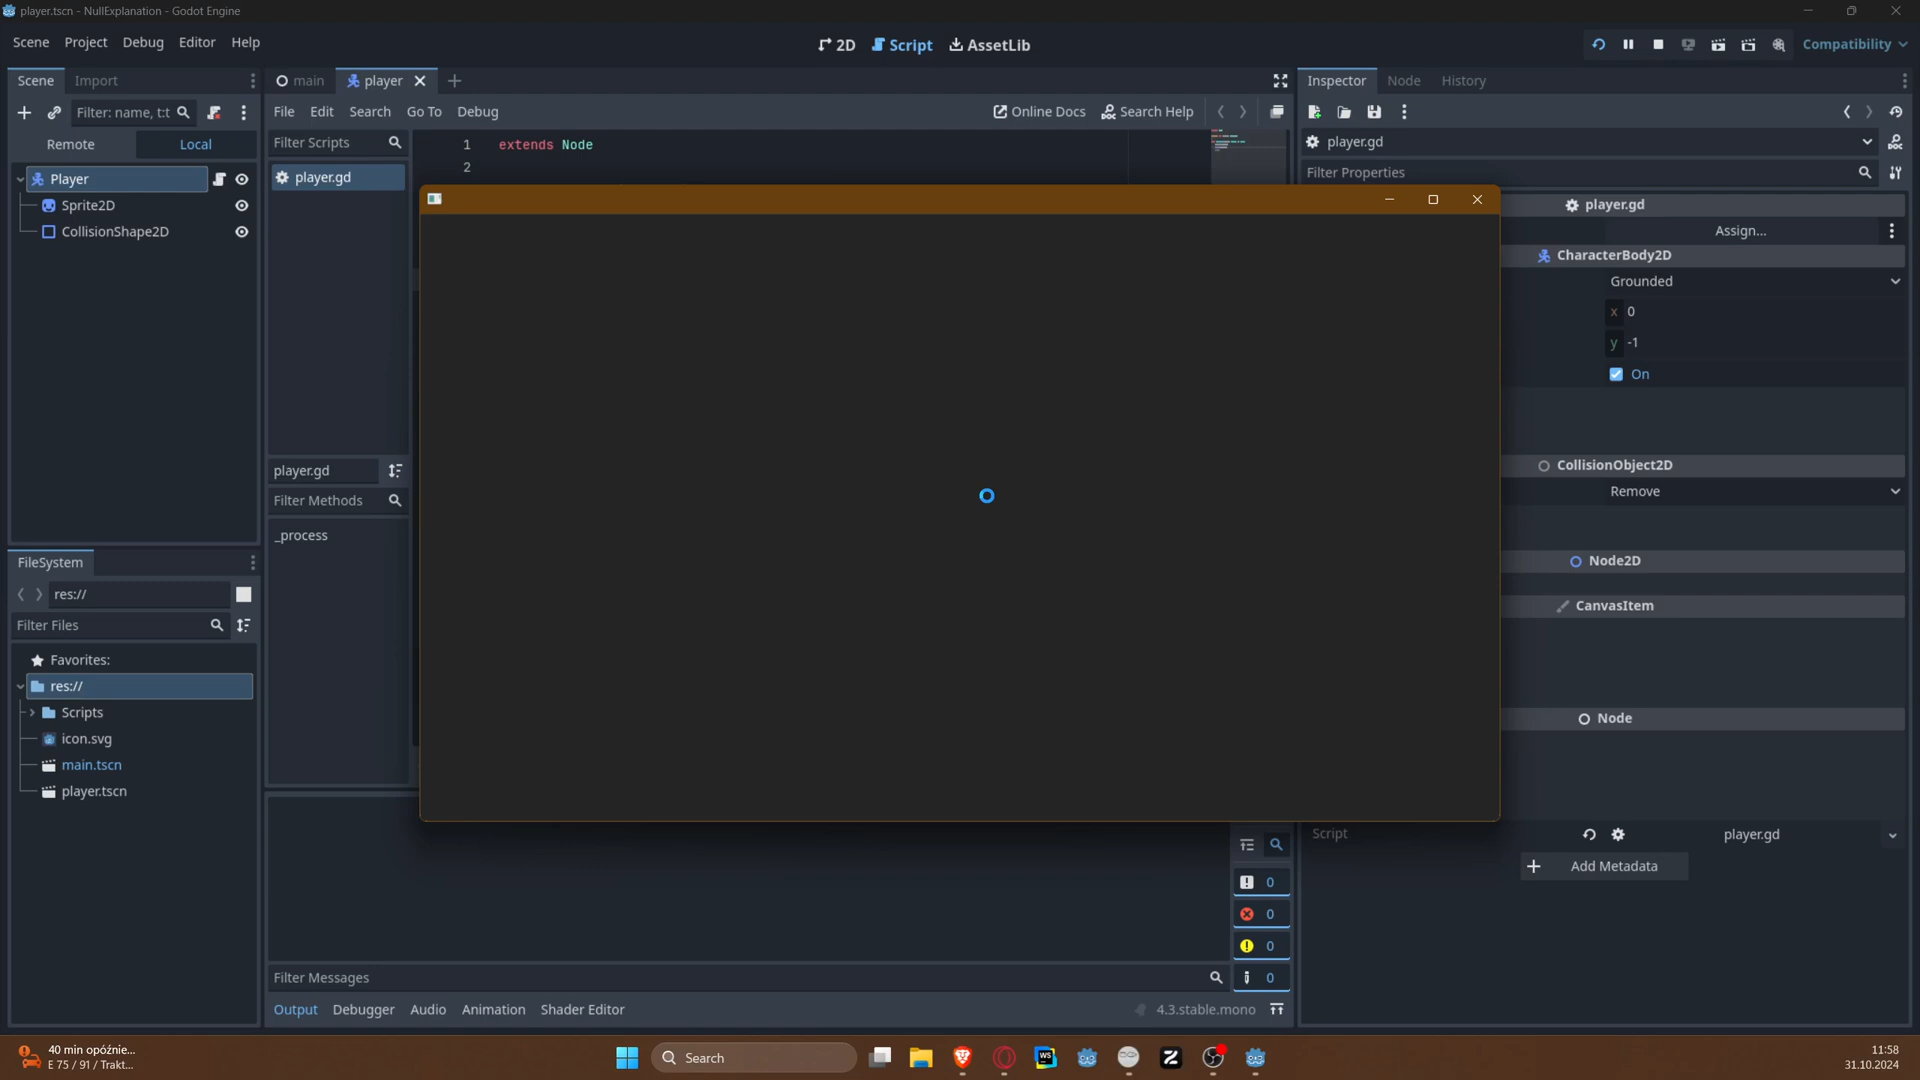 player.tscn - NullExplanation - Godot Engine
Scene Project Debug Editor Help
2D Script AssetLib
Compatibility
Scene Import
main player
Inspector Node History
Filter: name, t:t
File Edit Search Go To Debug
Online Docs Search Help
Remote Local
Filter Scripts
1 extends Node
2
player.gd
Filter Properties
Player
player.gd
Sprite2D
CollisionShape2D
player.gd
Assign...
CharacterBody2D
Grounded
x 0
y -1
On
CollisionObject2D
Remove
player.gd
Filter Methods
_process
FileSystem
Node2D
res://
CanvasItem
Filter Files
Favorites:
res://
Scripts
Node
icon.svg
main.tscn
player.tscn
Script player.gd
Add Metadata
0
0
0
Filter Messages 0
Output Debugger Audio Animation Shader Editor
4.3.stable.mono
40 min opóźnie...
E 75 / 91 / Trakt...
Search
WS
11:58
31.10.2024